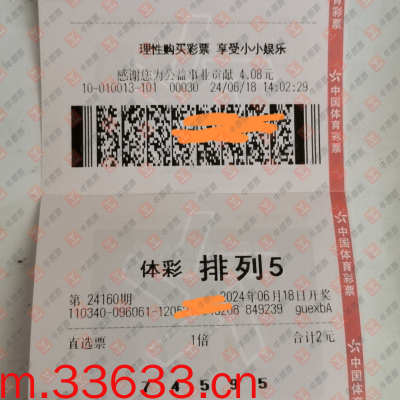 理性购买彩票 享受小小娱乐
感谢您为公益事业贡献 4.08元
10-010013-101 00030 24/06/18 14:02:29
中国体育彩票
体彩 排列5
第 24160期 2024年06月18日开奖
110340-096061-1205 208 849239 guexbA
直选票 1倍 合计2元
中国体育彩票
m.33633.cn